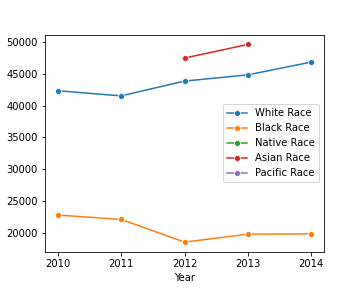 50000
45000
40000
35000
30000
25000
20000
White Race
Black Race
Native Race
Asian Race
Pacific Race
2010 2011 2012 2013 2014
Year